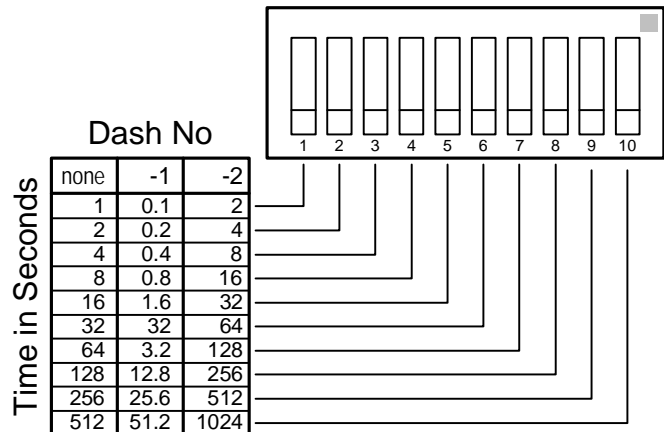 1 2 3 4 5 6 7 8 9 10
Dash No
Time in Seconds
none -1 -2
1 0.1 2
2 0.2 4
4 0.4 8
8 0.8 16
16 1.6 32
32 32 64
64 3.2 128
128 12.8 256
256 25.6 512
512 51.2 1024